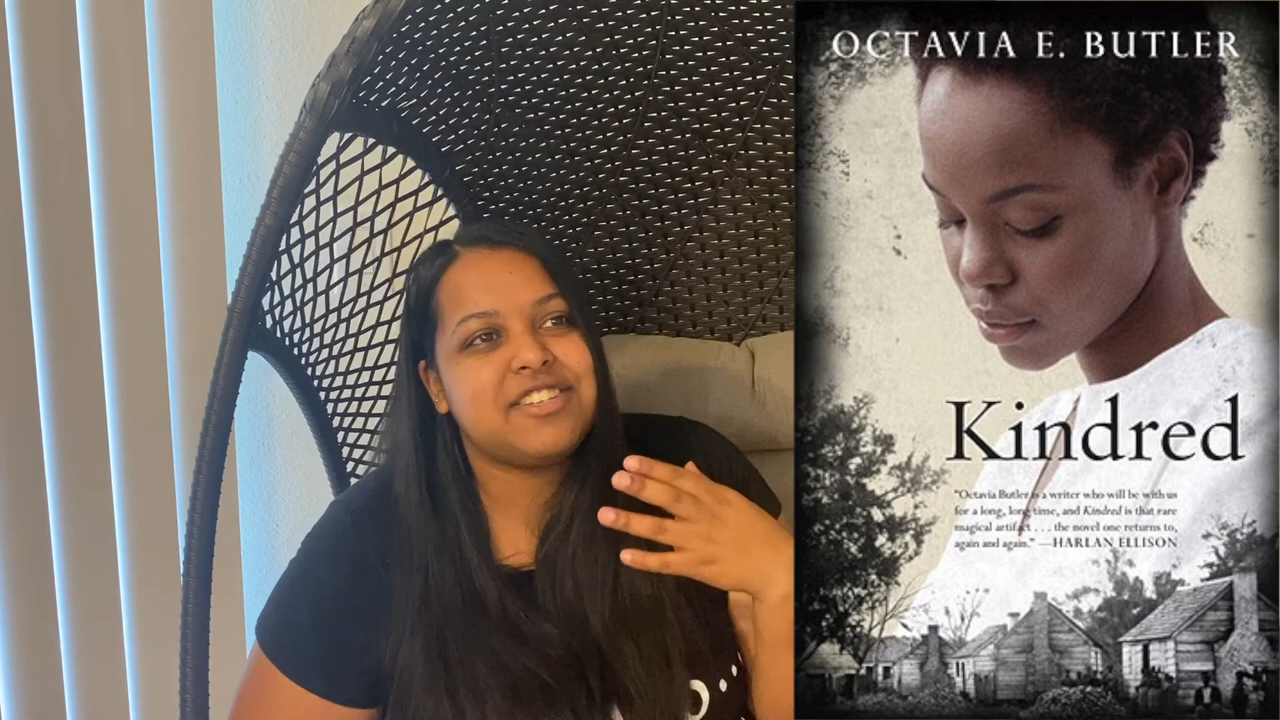 OCTAVIA E. BUTLER
Kindred
"Octavia Butler is a writer who will be with us
for a long, long time, and Kindred is that rare
magical artifact . . . the novel one returns to,
again and again." —HARLAN ELLISON